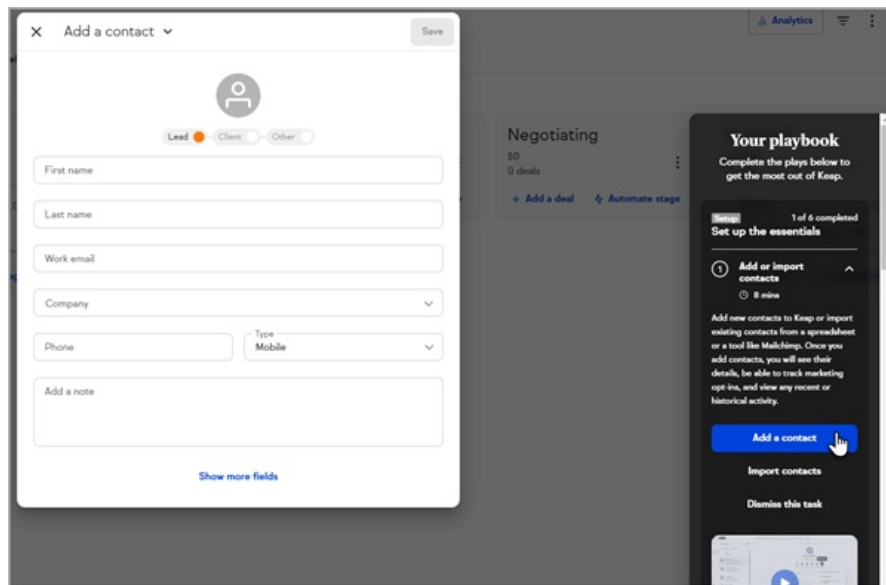 Add a contact
Save
Lead
Client
Other
First name
Last name
Work email
Company
Phone
Type
Mobile
Add a note
Show more fields
Analytics
Negotiating
$0
0 deals
+ Add a deal
Automate stage
Your playbook
Complete the plays below to
get the most out of Keap.
Setup
1 of 6 completed
Set up the essentials
1
Add or import
contacts
8 mins
Add new contacts to Keap or import
existing contacts from a spreadsheet
or a tool like Mailchimp. Once you
add contacts, you will see their
details, be able to track marketing
opt-ins, and view any recent or
historical activity.
Add a contact
Import contacts
Dismiss this task